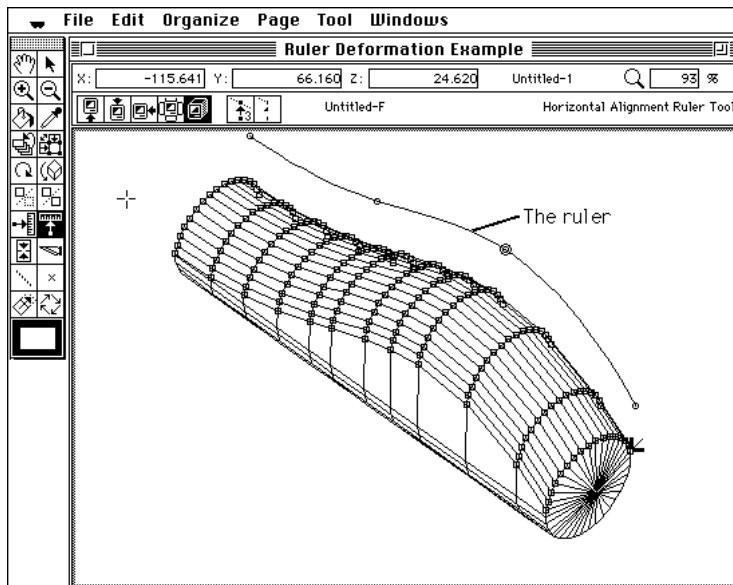 File Edit Organize Page Tool Windows
Ruler Deformation Example
X: -115.641 Y: 66.160 Z: 24.620 Untitled-1 93 %
3 Untitled-F Horizontal Alignment Ruler Tool
The ruler